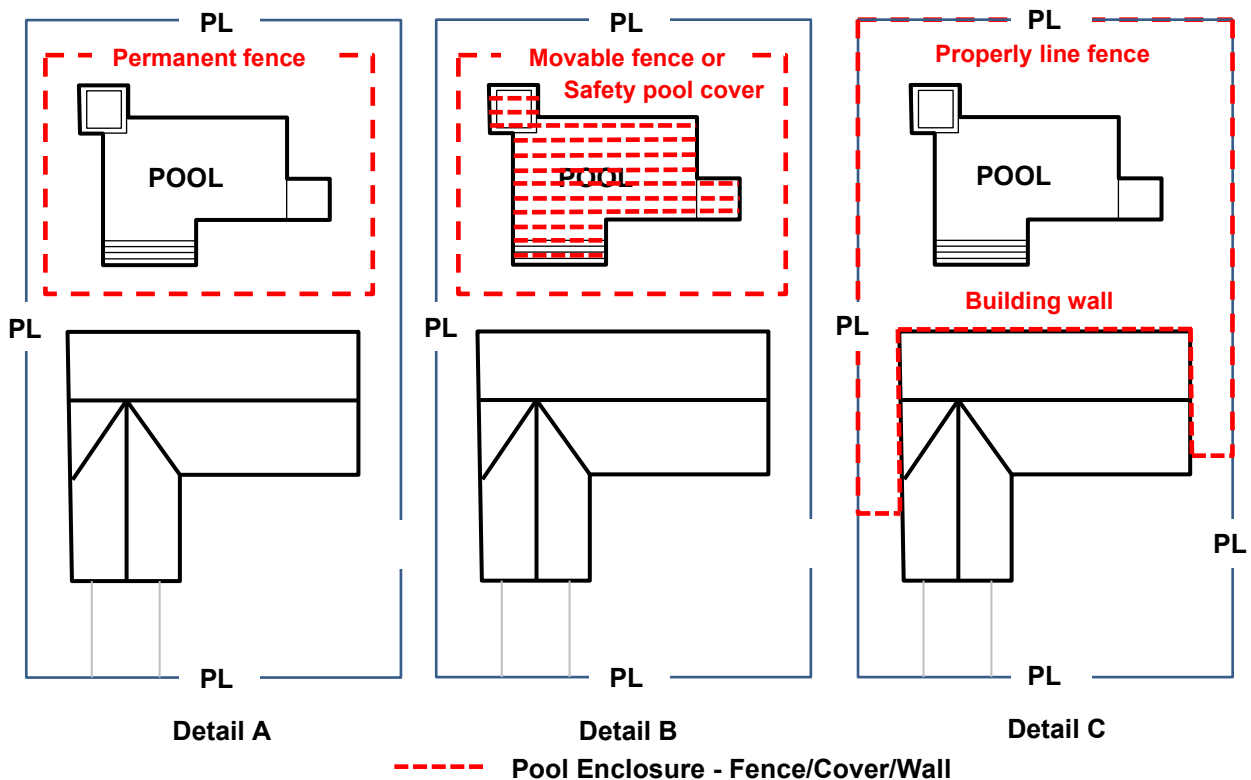 PL
PL
PL
Permanent fence
Movable fence or
Safety pool cover
Properly line fence
POOL
POOL
POOL
Building wall
PL
PL
PL
PL
PL
PL
PL
Detail A
Detail B
Detail C
Pool Enclosure - Fence/Cover/Wall